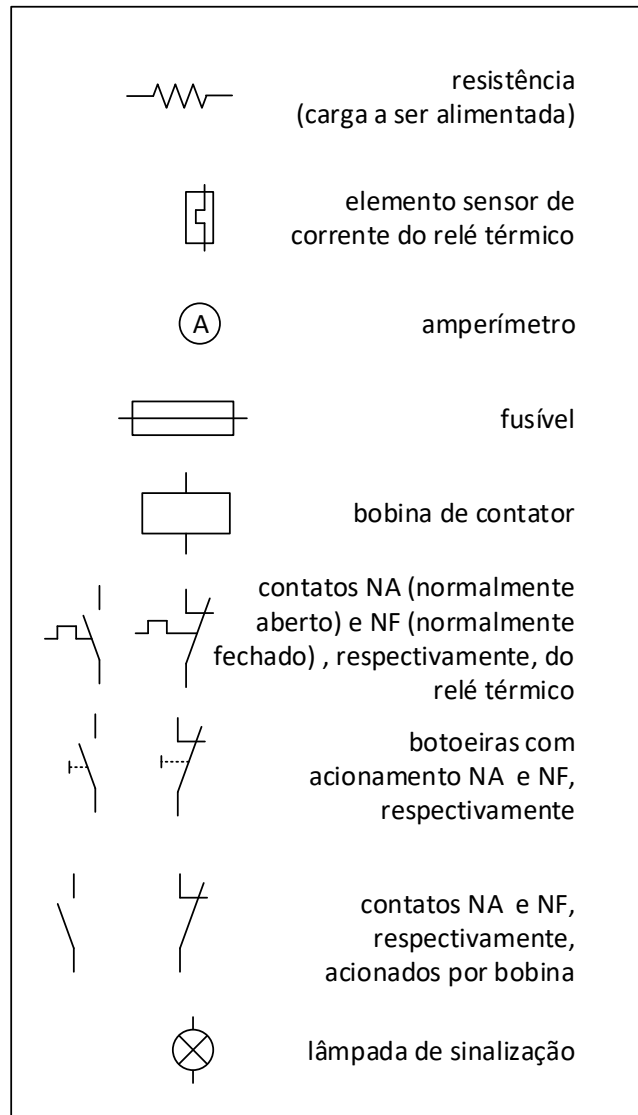 resistência
(carga a ser alimentada)
elemento sensor de
corrente do relé térmico
A
amperímetro
fusível
bobina de contator
contatos NA (normalmente
aberto) e NF (normalmente
fechado) , respectivamente, do
relé térmico
botoeiras com
acionamento NA e NF,
respectivamente
contatos NA e NF,
respectivamente,
acionados por bobina
lâmpada de sinalização